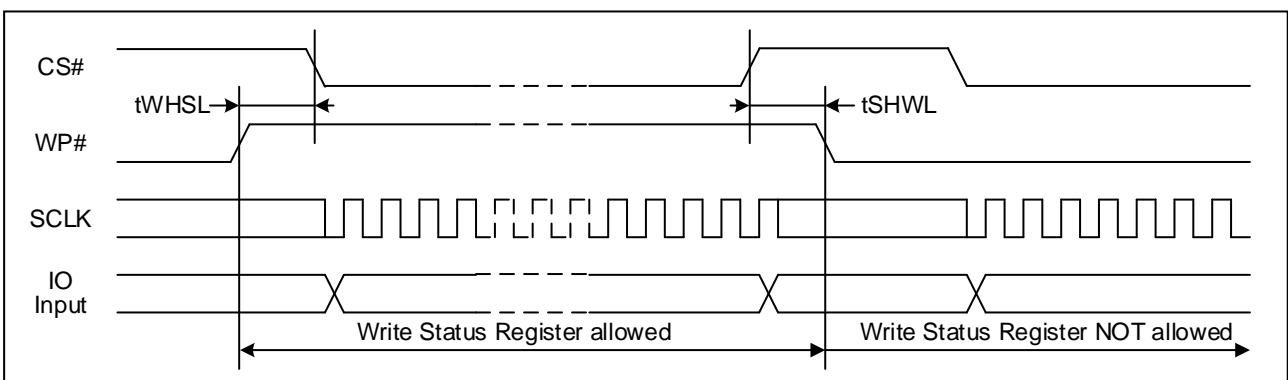 CS#
tWHSL
tSHWL
WP#
SCLK
IO
Input
Write Status Register allowed
Write Status Register NOT allowed